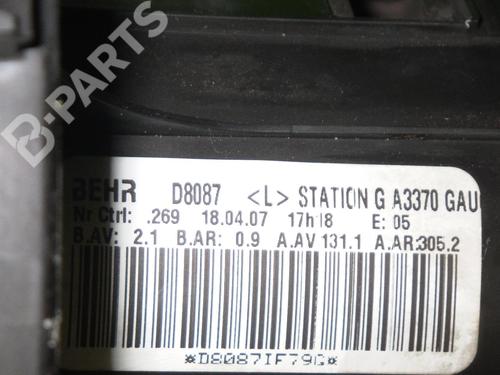 B-PARTS
BEHR D8087 <L> STATION G A3370 GAU
Nr Ctrl: .269 18.04.07 17h18 E: 05
B.AV: 2.1 B.AR: 0.9 A.AV 131.1 A.AR:305.2
*D8087IF79G*